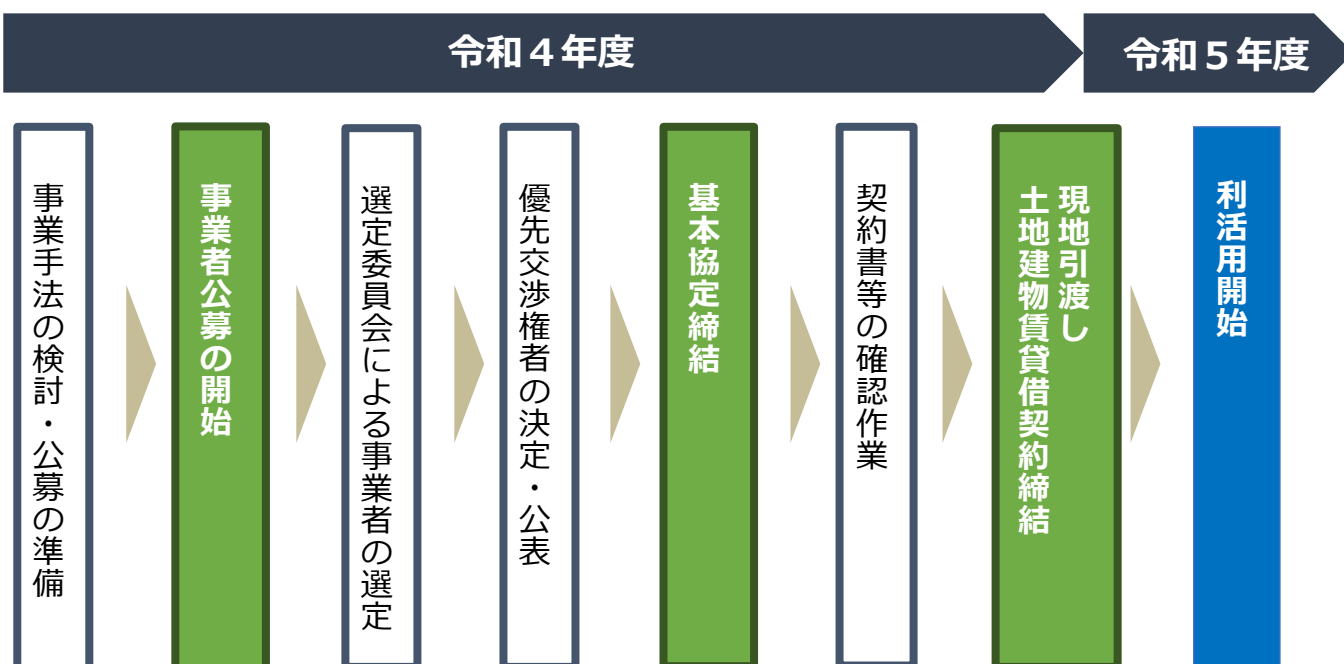 令和４年度
令和５年度
事業手法の検討・公募の準備
事業者公募の開始
選定委員会による事業者の選定
優先交渉権者の決定・公表
基本協定締結
契約書等の確認作業
現地引渡し
土地建物賃貸借契約締結
利活用開始